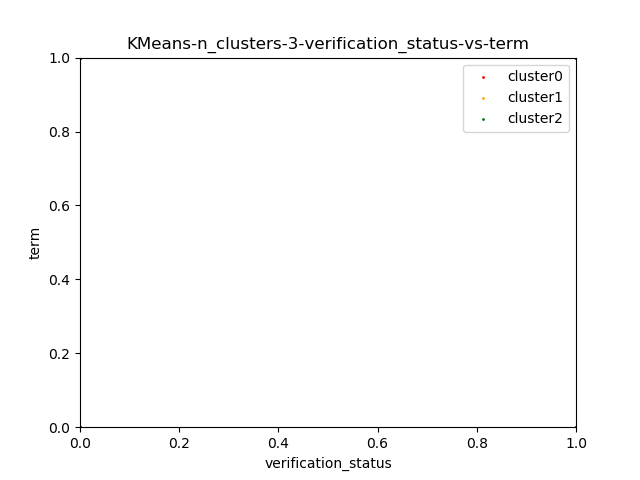 KMeans-n_clusters-3-verification_status-vs-term
1.0
cluster0
cluster1
cluster2
0.8
0.6
term
0.4
0.2
0.0
0.0 0.2 0.4 0.6 0.8 1.0
verification_status